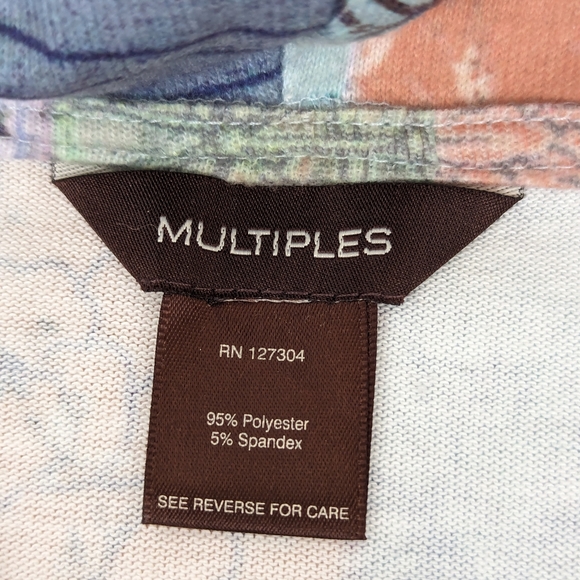 MULTIPLES
RN 127304
95% Polyester
5% Spandex
SEE REVERSE FOR CARE